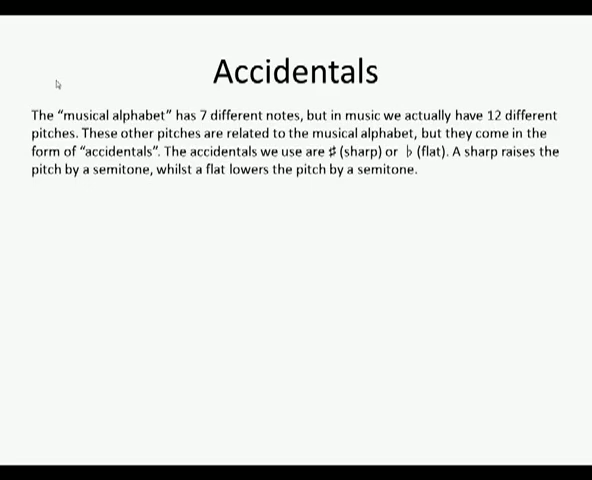 Accidentals
The “musical alphabet” has 7 different notes, but in music we actually have 12 different
pitches. These other pitches are related to the musical alphabet, but they come in the
form of “accidentals”. The accidentals we use are ♯ (sharp) or ♭ (flat). A sharp raises the
pitch by a semitone, whilst a flat lowers the pitch by a semitone.